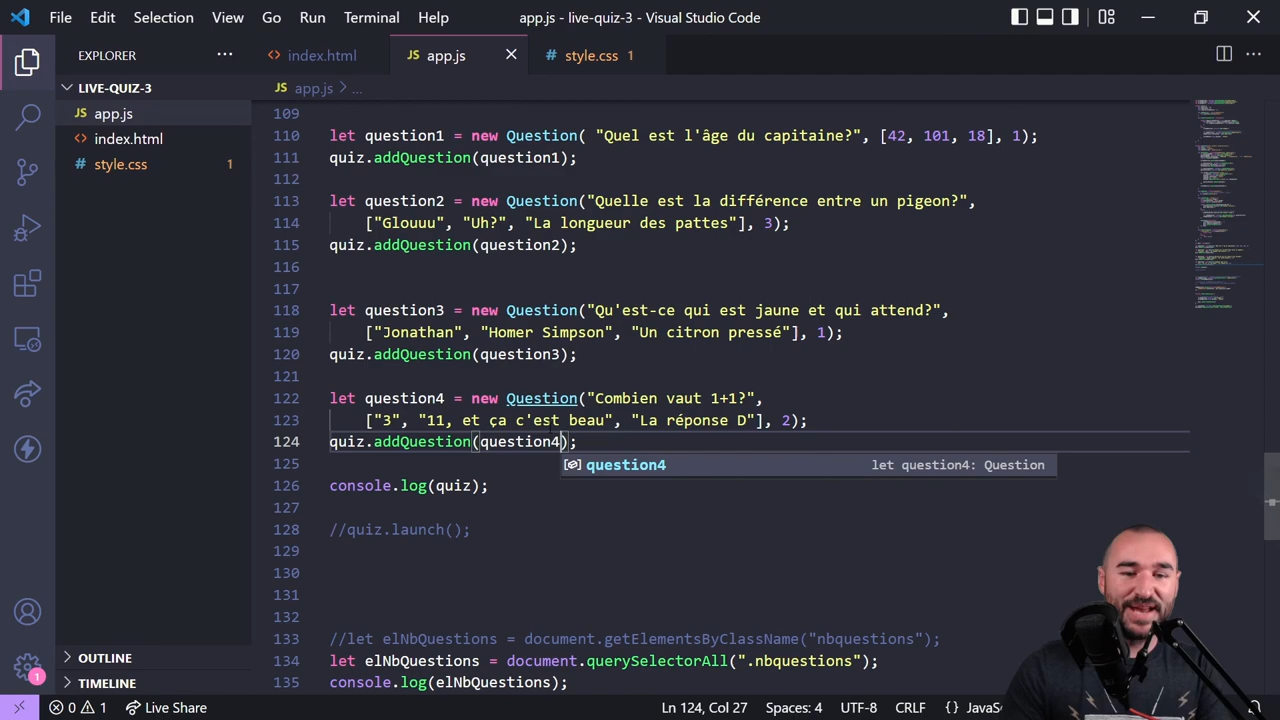 File Edit Selection View Go Run Terminal Help app.js - live-quiz-3 - Visual Studio Code
EXPLORER
index.html
JS app.js
# style.css 1
LIVE-QUIZ-3
JS app.js
index.html
style.css 1
JS app.js > ...
109
110 let question1 = new Question( "Quel est l'âge du capitaine?", [42, 101, 18], 1);
111 quiz.addQuestion(question1);
112
113 let question2 = new Question("Quelle est la différence entre un pigeon?",
114 ["Glouuu", "Uh?" "La longueur des pattes"], 3);
115 quiz.addQuestion(question2);
116
117
118 let question3 = new Question("Qu'est-ce qui est jaune et qui attend?",
119 ["Jonathan", "Homer Simpson", "Un citron pressé"], 1);
120 quiz.addQuestion(question3);
121
122 let question4 = new Question("Combien vaut 1+1?",
123 ["3", "11, et ça c'est beau", "La réponse D"], 2);
124 quiz.addQuestion(question4);
125
question4 let question4: Question
126 console.log(quiz);
127
128 //quiz.launch();
129
130
131
132
133 //let elNbQuestions = document.getElementsByClassName("nbquestions");
134 let elNbQuestions = document.querySelectorAll(".nbquestions");
135 console.log(elNbQuestions);
OUTLINE
TIMELINE
1
0 1 Live Share Ln 124, Col 27 Spaces: 4 UTF-8 CRLF {}